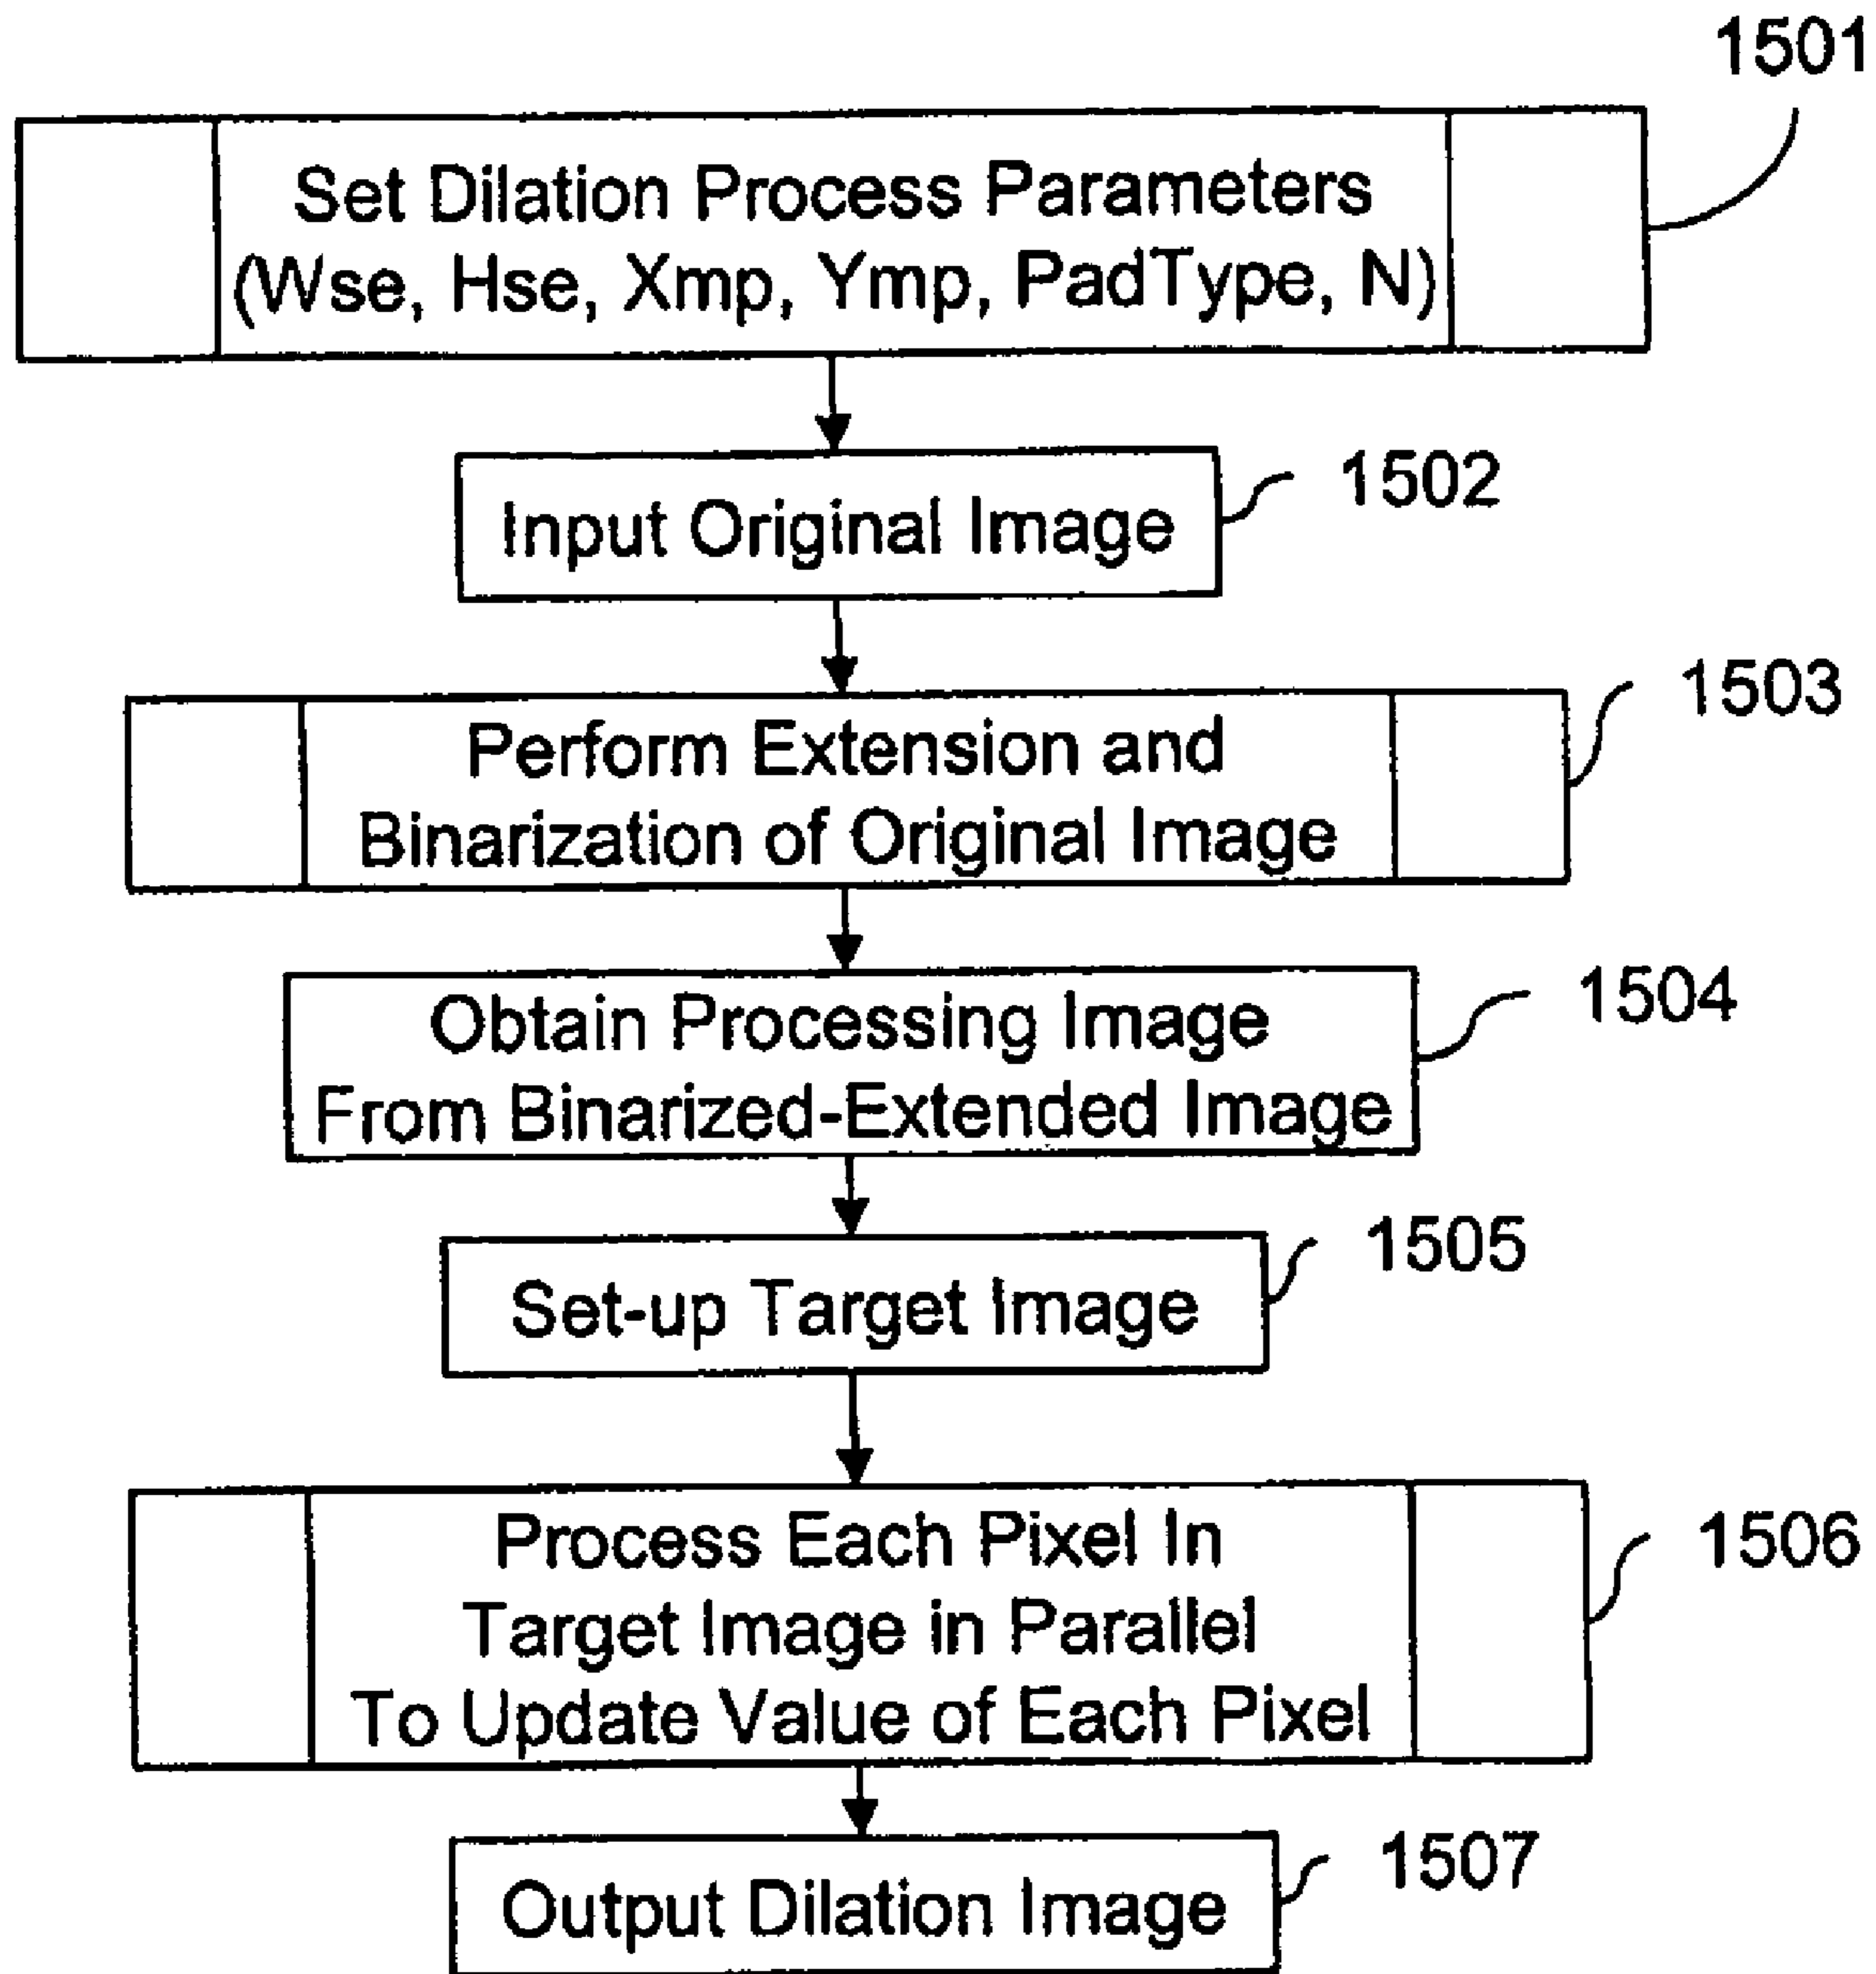 1501
Set Dilation Process Parameters
(Wse, Hse, Xmp, Ymp, PadType, N)
1502
Input Original Image
1503
Perform Extension and
Binarization of Original Image
1504
Obtain Processing Image
From Binarized-Extended Image
1505
Set-up Target Image
1506
Process Each Pixel In
Target Image in Parallel
To Update Value of Each Pixel
1507
Output Dilation Image